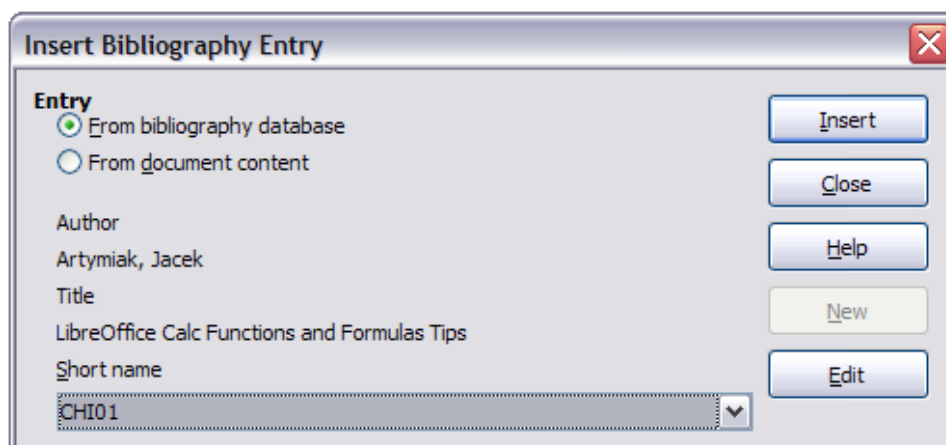 Insert Bibliography Entry
Entry
From bibliography database
From document content
Author
Artymiak, Jacek
Title
LibreOffice Calc Functions and Formulas Tips
Short name
CHI01
Insert
Close
Help
New
Edit